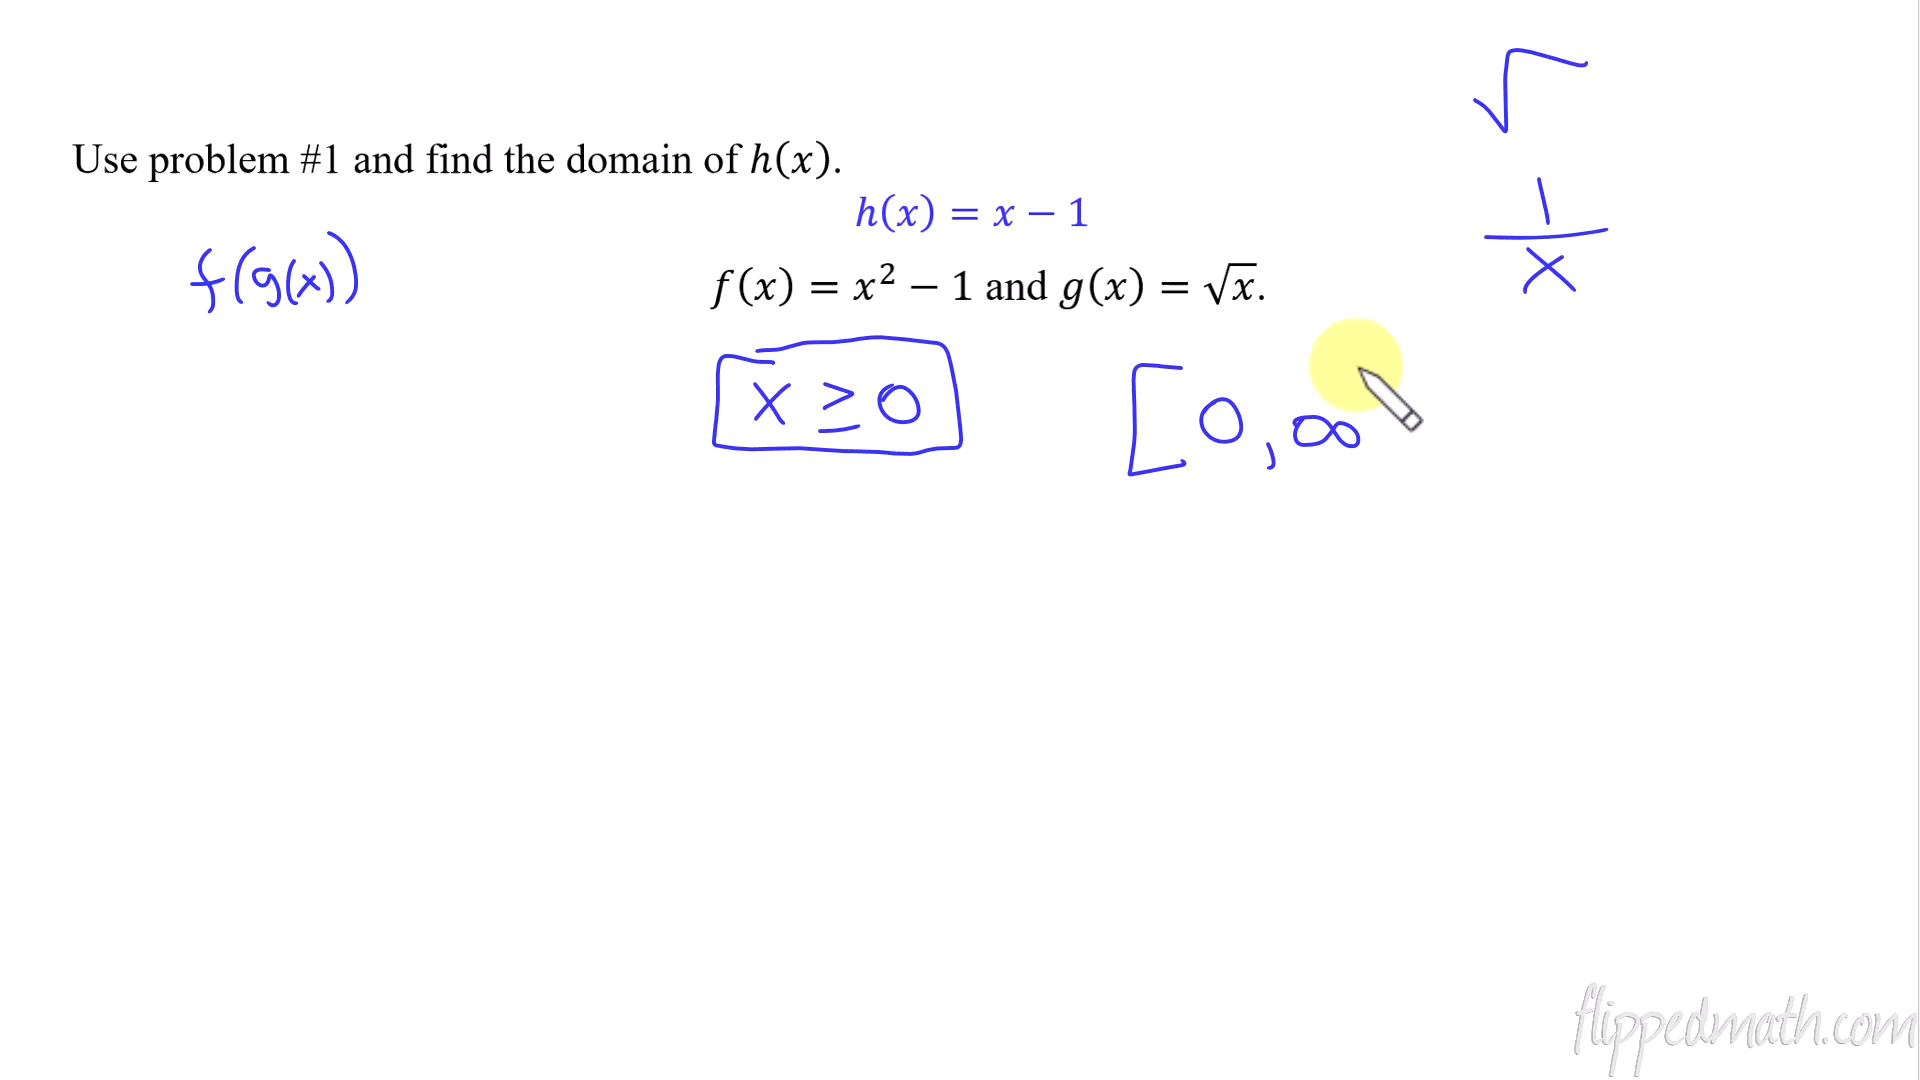 √
Use problem #1 and find the domain of h(x).
h(x) = x − 1
1/x
f(g(x))
f(x) = x² − 1 and g(x) = √x.
x ≥ 0
[0, ∞
flippedmath.com